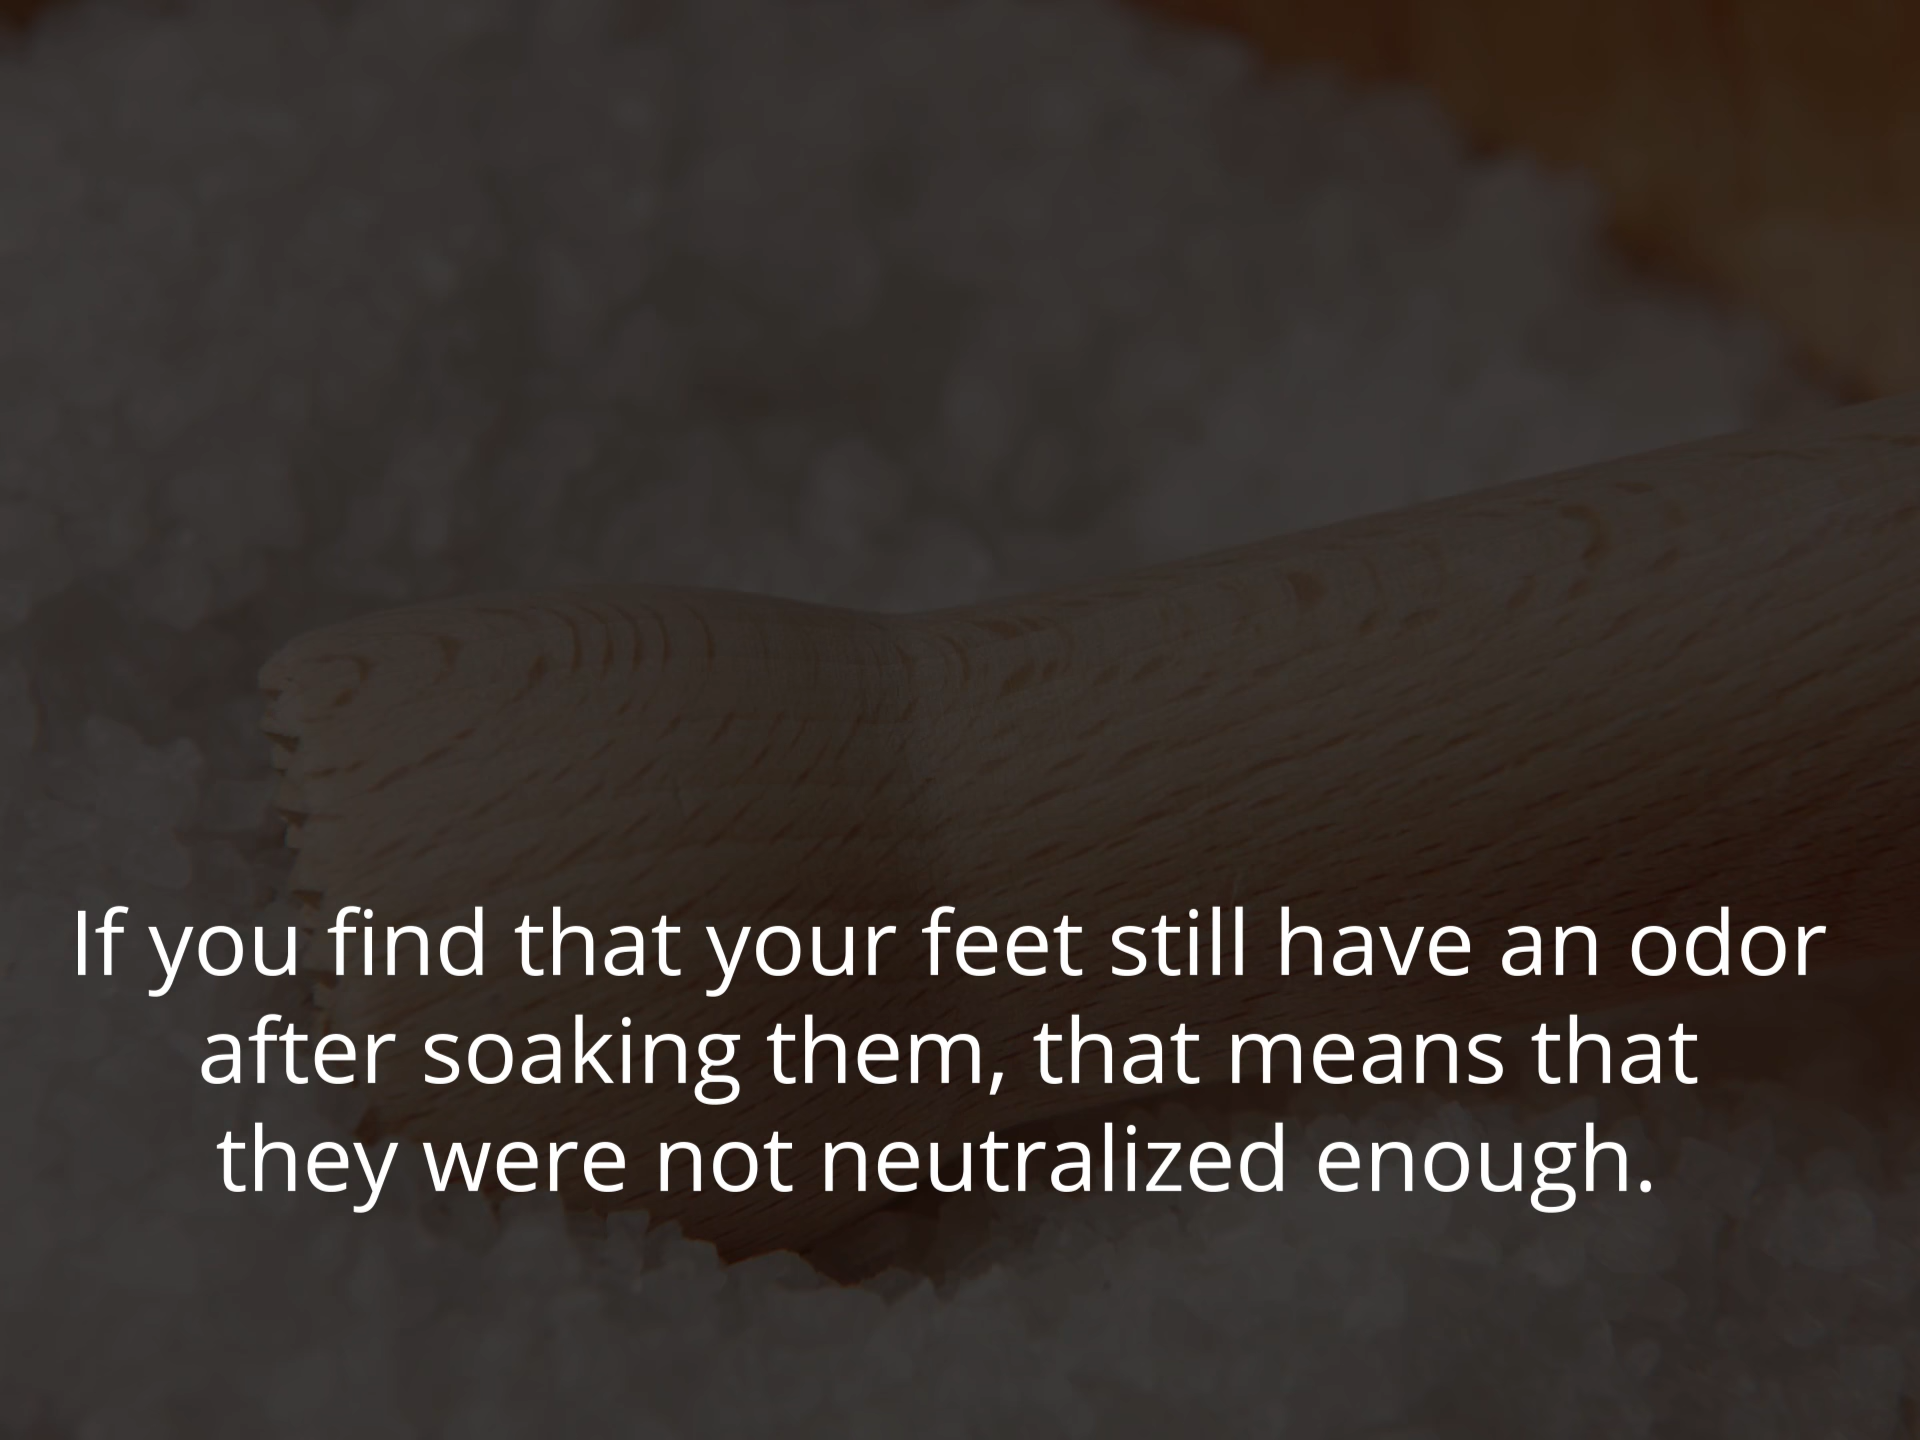 If you find that your feet still have an odor
after soaking them, that means that
they were not neutralized enough.